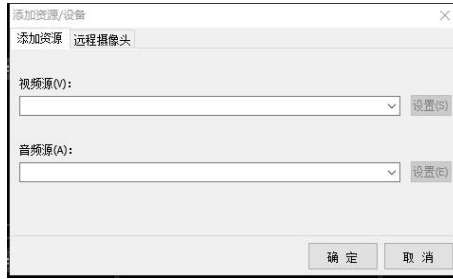 添加资源/设备
添加资源 远程摄像头
视频源(V):
设置(S)
音频源(A):
设置(E)
确 定 取 消